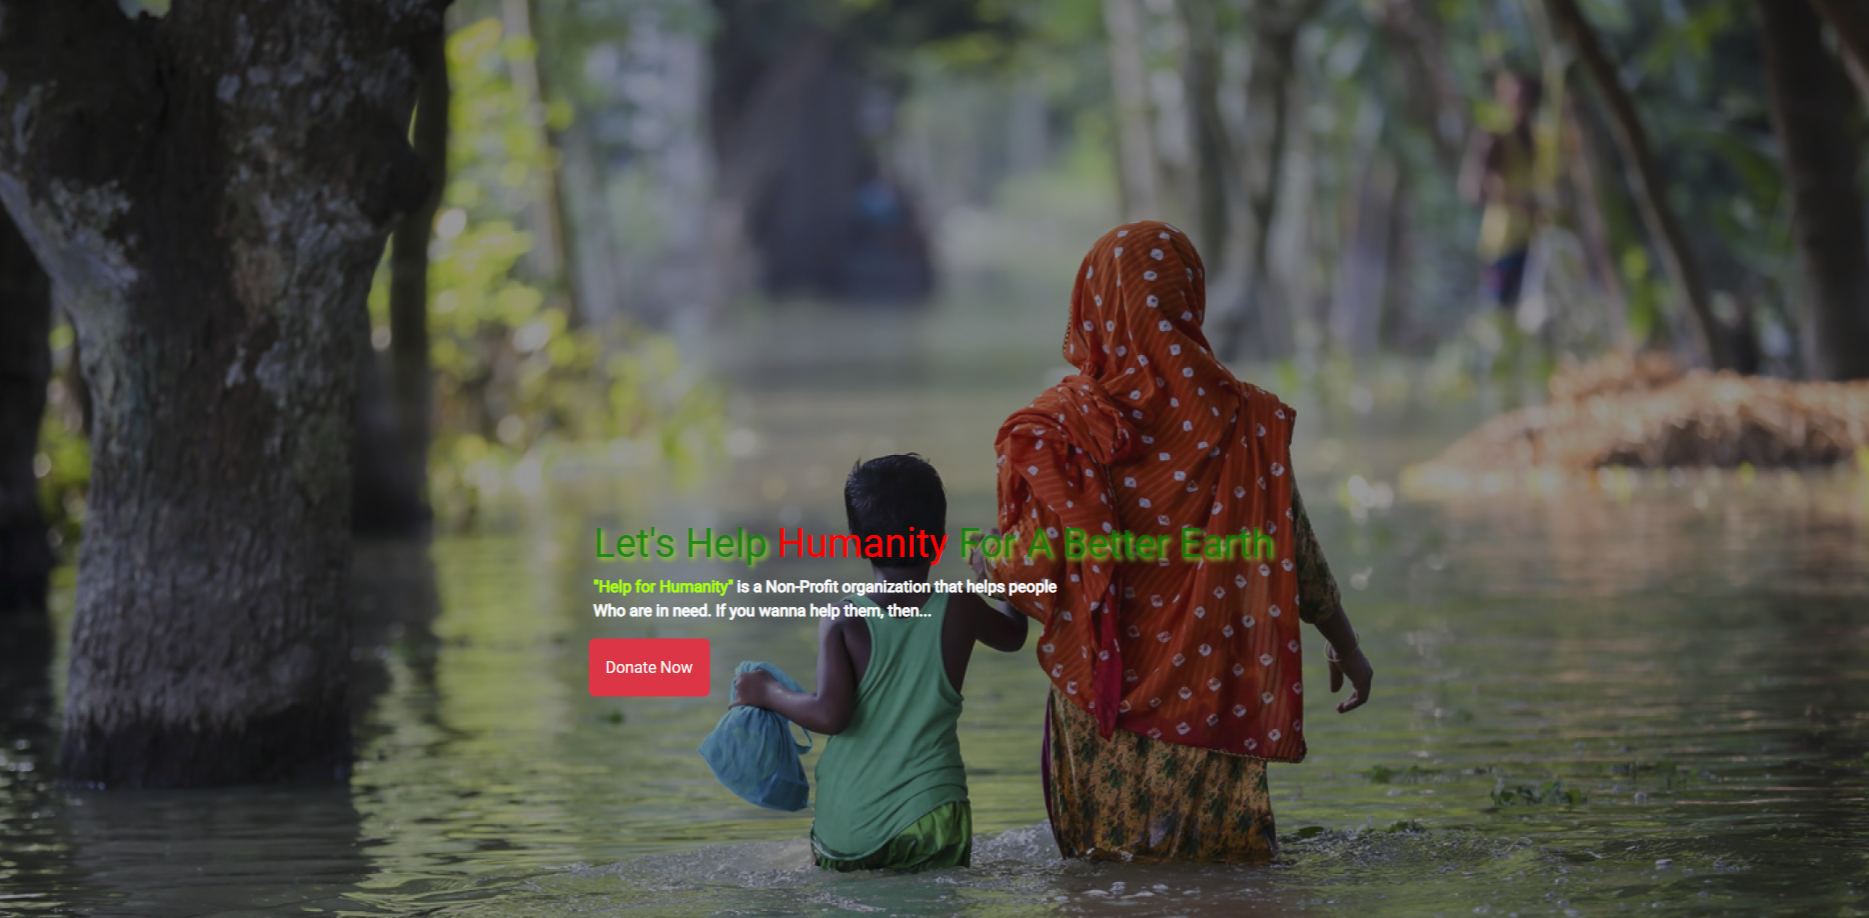 Let's Help Humanity For A Better Earth
"Help for Humanity" is a Non-Profit organization that helps people
Who are in need. If you wanna help them, then...
Donate Now